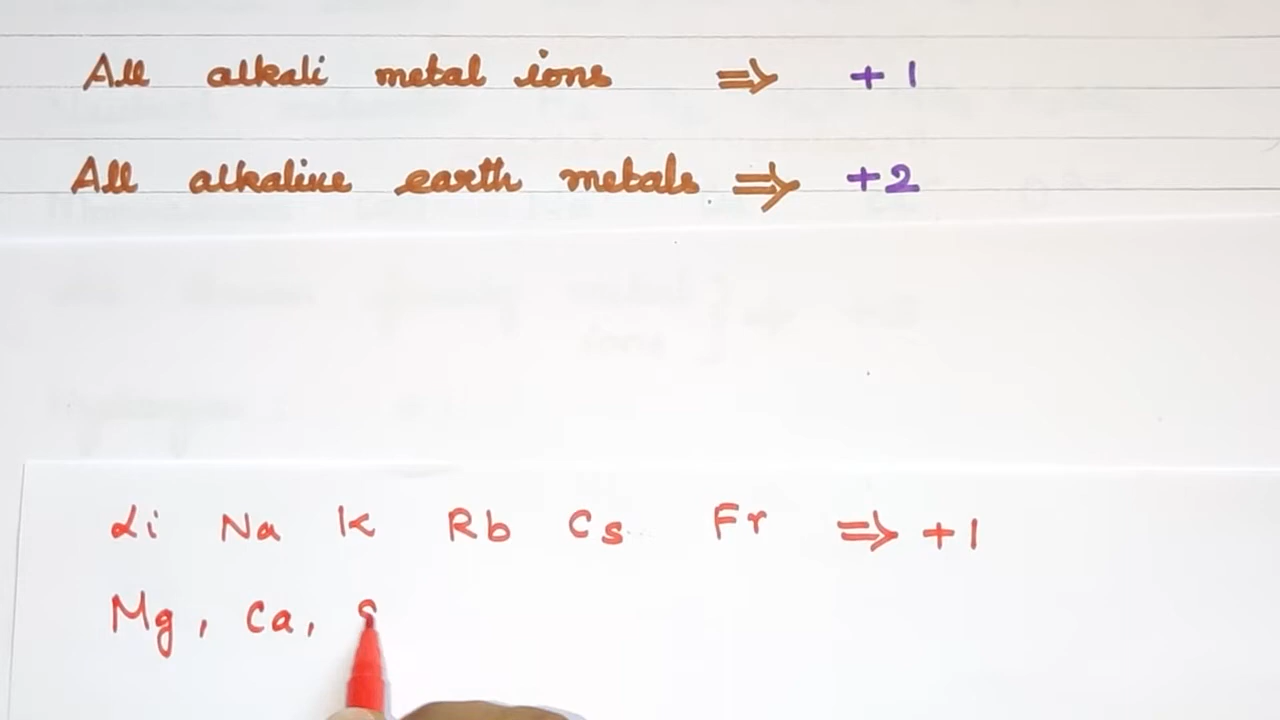 All alkali metal ions ⇒ +1
All alkaline earth metals ⇒ +2
Li Na K Rb Cs Fr ⇒ +1
Mg, Ca, S